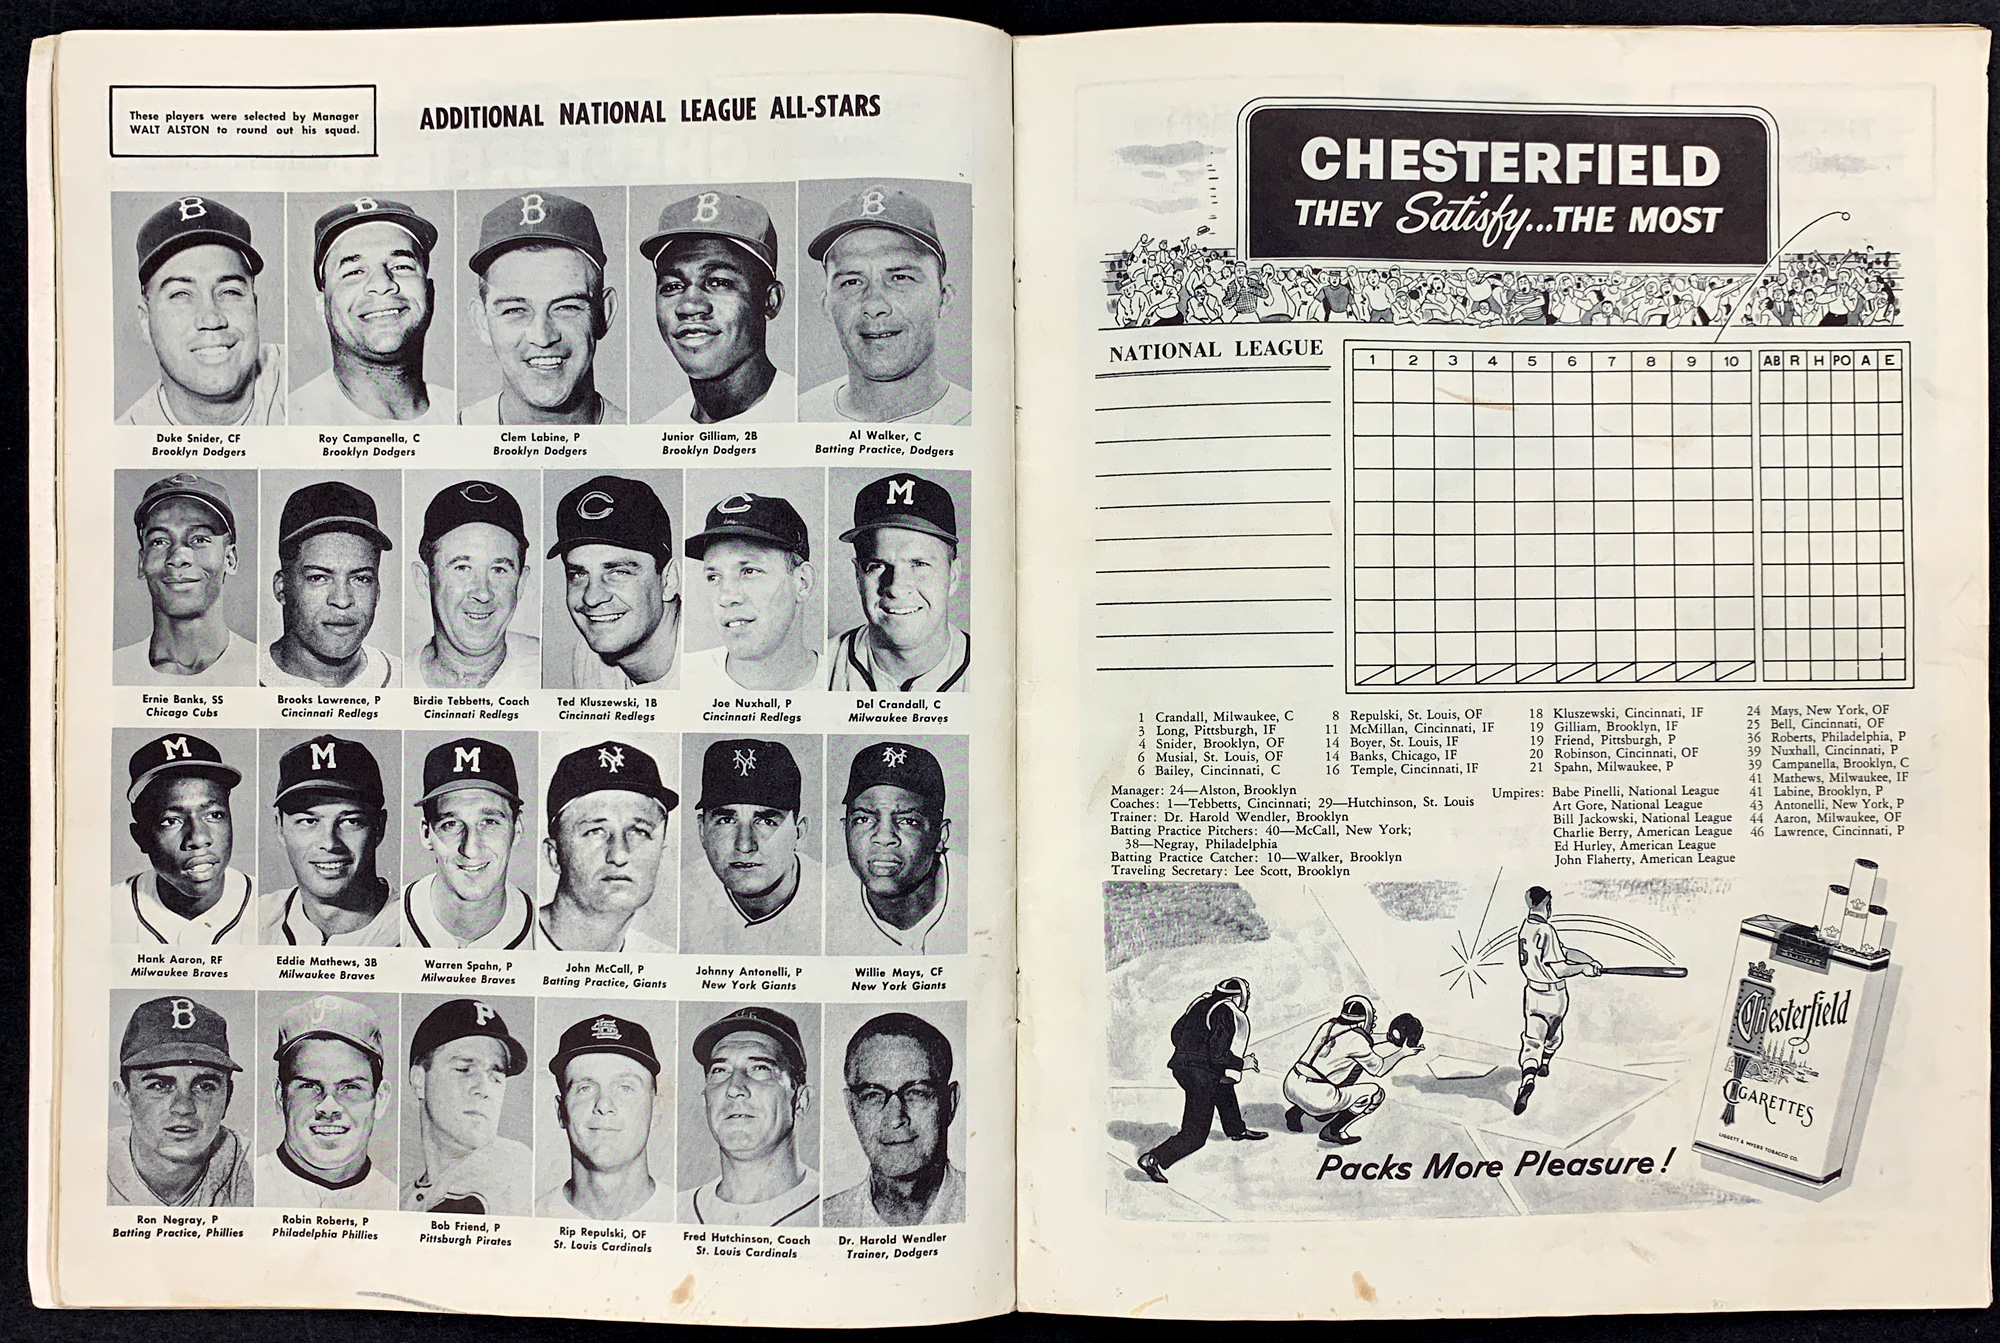 These players were selected by Manager
WALT ALSTON to round out his squad.
ADDITIONAL NATIONAL LEAGUE ALL-STARS
Duke Snider, CF
Brooklyn Dodgers
Roy Campanella, C
Brooklyn Dodgers
Clem Labine, P
Brooklyn Dodgers
Junior Gilliam, 2B
Brooklyn Dodgers
Al Walker, C
Batting Practice, Dodgers
Ernie Banks, SS
Chicago Cubs
Brooks Lawrence, P
Cincinnati Redlegs
Birdie Tebbetts, Coach
Cincinnati Redlegs
Ted Kluszewski, 1B
Cincinnati Redlegs
Joe Nuxhall, P
Cincinnati Redlegs
Del Crandall, C
Milwaukee Braves
Hank Aaron, RF
Milwaukee Braves
Eddie Mathews, 3B
Milwaukee Braves
Warren Spahn, P
Milwaukee Braves
John McCall, P
Batting Practice, Giants
Johnny Antonelli, P
New York Giants
Willie Mays, CF
New York Giants
Ron Negray, P
Batting Practice, Phillies
Robin Roberts, P
Philadelphia Phillies
Bob Friend, P
Pittsburgh Pirates
Rip Repulski, OF
St. Louis Cardinals
Fred Hutchinson, Coach
St. Louis Cardinals
Dr. Harold Wendler
Trainer, Dodgers
CHESTERFIELD
THEY Satisfy...THE MOST
NATIONAL LEAGUE
1 2 3 4 5 6 7 8 9 10 AB R H PO A E
1 Crandall, Milwaukee, C
3 Long, Pittsburgh, IF
4 Snider, Brooklyn, OF
6 Musial, St. Louis, OF
6 Bailey, Cincinnati, C
8 Repulski, St. Louis, OF
11 McMillan, Cincinnati, IF
14 Boyer, St. Louis, IF
14 Banks, Chicago, IF
16 Temple, Cincinnati, IF
18 Kluszewski, Cincinnati, IF
19 Gilliam, Brooklyn, IF
19 Friend, Pittsburgh, P
20 Robinson, Cincinnati, OF
21 Spahn, Milwaukee, P
24 Mays, New York, OF
25 Bell, Cincinnati, OF
36 Roberts, Philadelphia, P
39 Nuxhall, Cincinnati, P
39 Campanella, Brooklyn, C
41 Mathews, Milwaukee, IF
41 Labine, Brooklyn, P
43 Antonelli, New York, P
44 Aaron, Milwaukee, OF
46 Lawrence, Cincinnati, P
Manager: 24—Alston, Brooklyn
Coaches: 1—Tebbetts, Cincinnati; 29—Hutchinson, St. Louis
Trainer: Dr. Harold Wendler, Brooklyn
Batting Practice Pitchers: 40—McCall, New York;
38—Negray, Philadelphia
Batting Practice Catcher: 10—Walker, Brooklyn
Traveling Secretary: Lee Scott, Brooklyn
Umpires: Babe Pinelli, National League
Art Gore, National League
Bill Jackowski, National League
Charlie Berry, American League
Ed Hurley, American League
John Flaherty, American League
Chesterfield
CIGARETTES
LIGGETT & MYERS TOBACCO CO.
Packs More Pleasure!